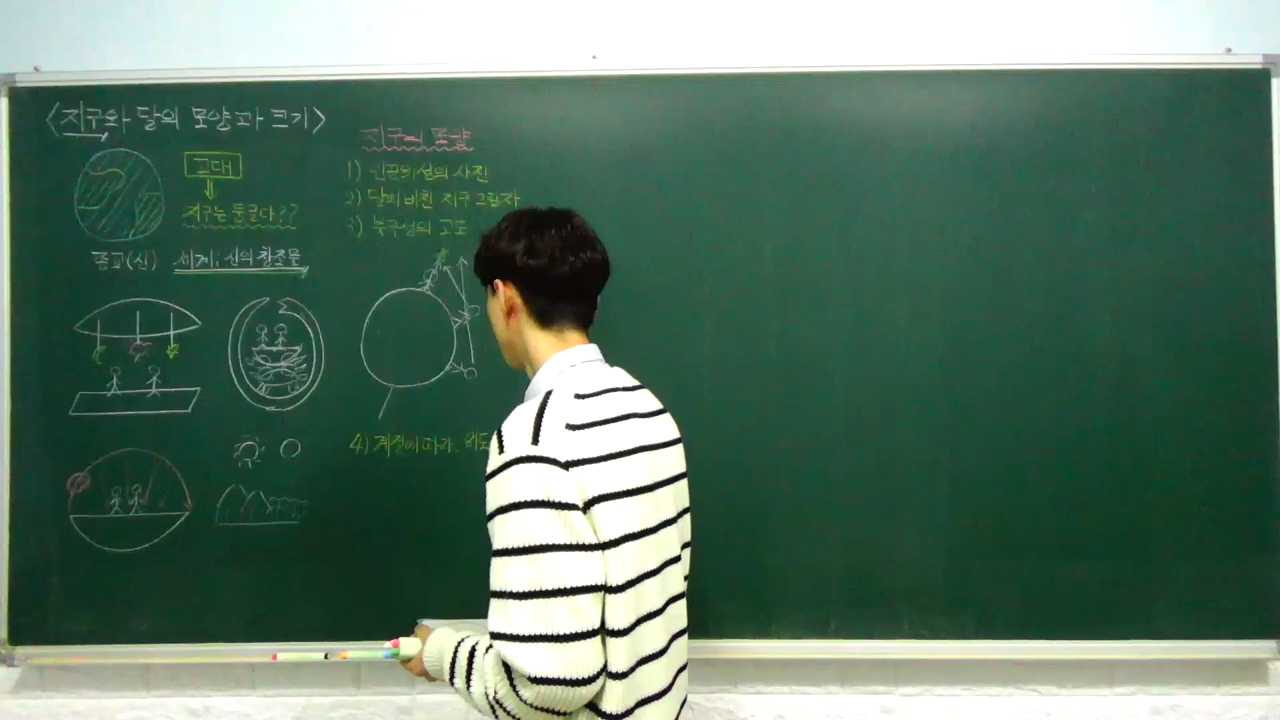 <지구와 달의 모양과 크기>
고대
지구는 둥글다??
종교(신) 세계: 신의 창조물
지구의 모양
1) 인공위성의 사진
2) 달에 비친 지구 그림자
3) 북극성의 고도
4) 계절에 따라, 위도